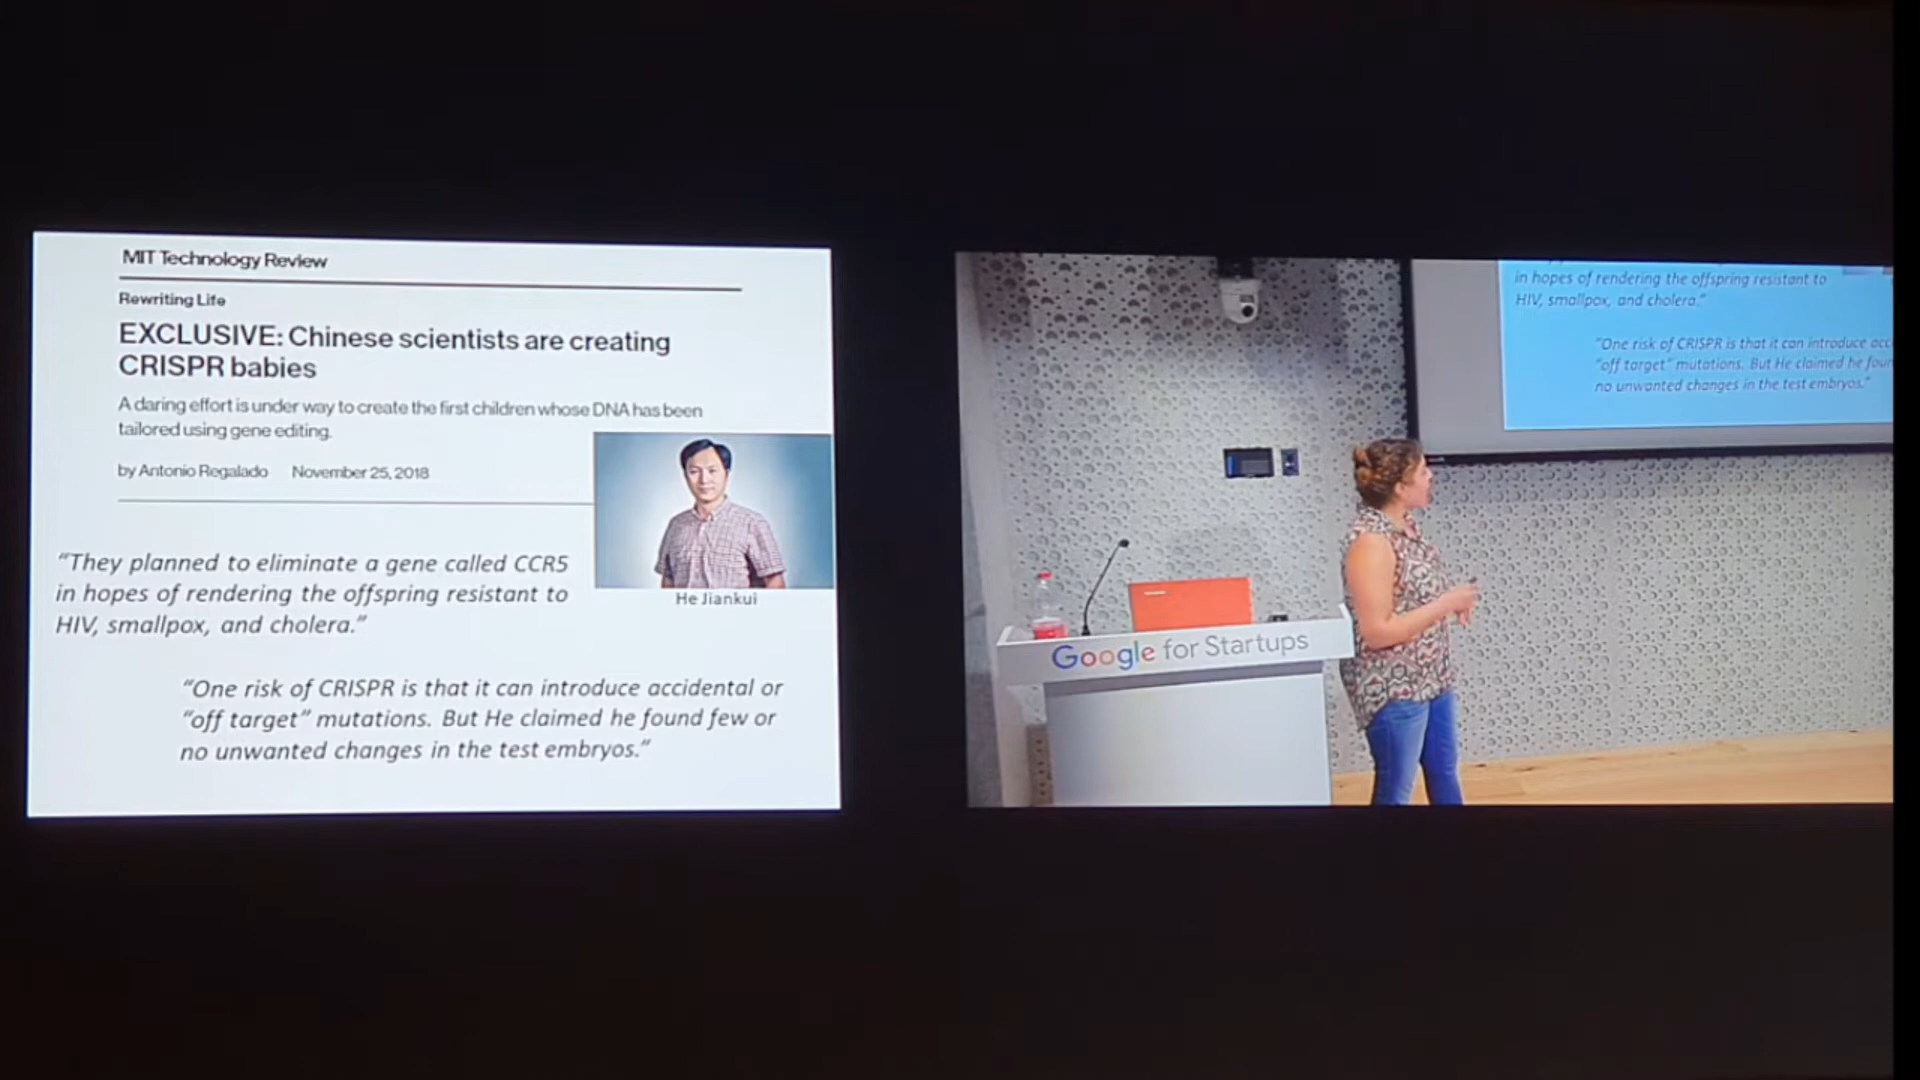 MIT Technology Review
Rewriting Life
EXCLUSIVE: Chinese scientists are creating
CRISPR babies
A daring effort is under way to create the first children whose DNA has been
tailored using gene editing.
by Antonio Regalado November 25, 2018
He Jiankui
“They planned to eliminate a gene called CCR5
in hopes of rendering the offspring resistant to
HIV, smallpox, and cholera.”
“One risk of CRISPR is that it can introduce accidental or
“off target” mutations. But He claimed he found few or
no unwanted changes in the test embryos.”
in hopes of rendering the offspring resistant to
HIV, smallpox, and cholera.”
“One risk of CRISPR is that it can introduce acc
“off target” mutations. But He claimed he foun
no unwanted changes in the test embryos.”
Google for Startups